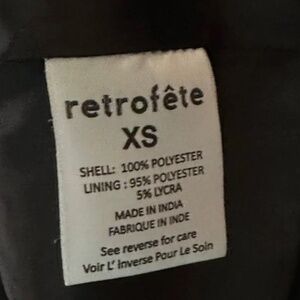 retrofête
XS
SHELL: 100% POLYESTER
LINING : 95% POLYESTER
5% LYCRA
MADE IN INDIA
FABRIQUE EN INDE
See reverse for care
Voir L' Inverse Pour Le Soin